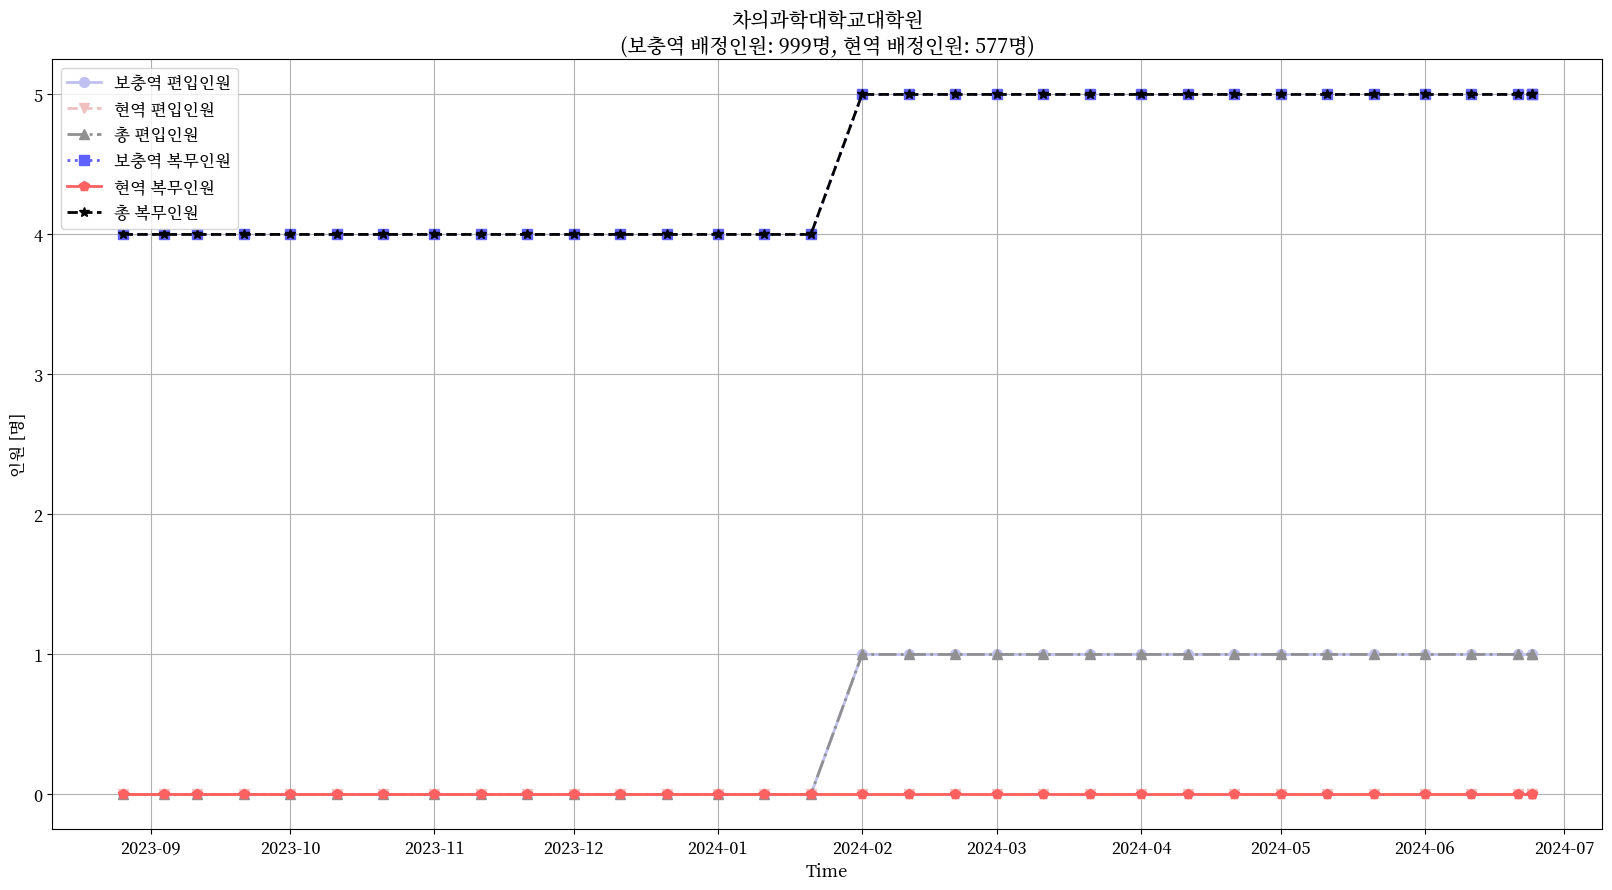 차의과학대학교대학원
(보충역 배정인원: 999명, 현역 배정인원: 577명)
보충역 편입인원
현역 편입인원
총 편입인원
보충역 복무인원
현역 복무인원
총 복무인원
인원 [명]
5
4
3
2
1
0
2023-09 2023-10 2023-11 2023-12 2024-01 2024-02 2024-03 2024-04 2024-05 2024-06 2024-07
Time